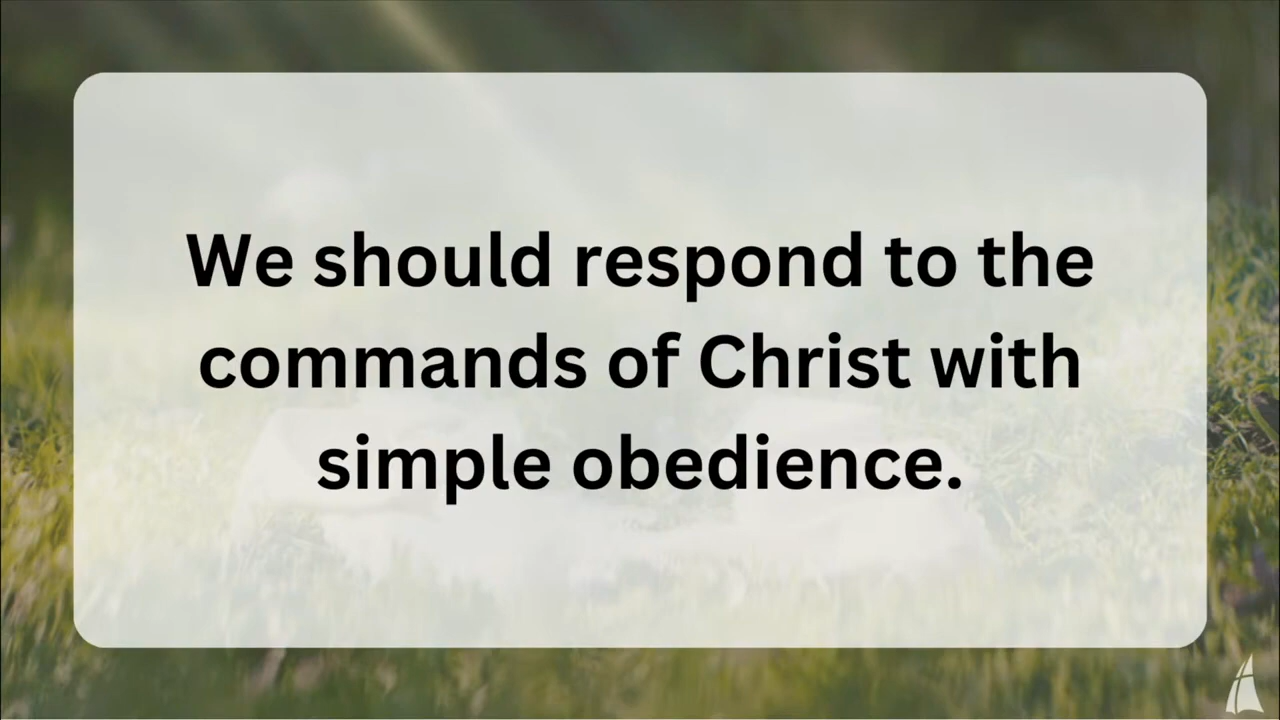 We should respond to the
commands of Christ with
simple obedience.